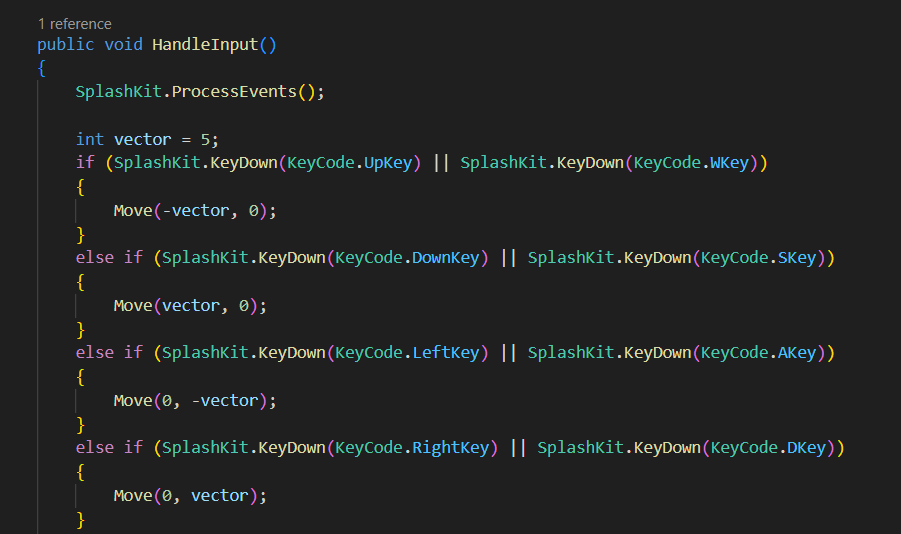 1 reference
public void HandleInput()
{
SplashKit.ProcessEvents();
int vector = 5;
if (SplashKit.KeyDown(KeyCode.UpKey) || SplashKit.KeyDown(KeyCode.WKey))
{
Move(-vector, 0);
}
else if (SplashKit.KeyDown(KeyCode.DownKey) || SplashKit.KeyDown(KeyCode.SKey))
{
Move(vector, 0);
}
else if (SplashKit.KeyDown(KeyCode.LeftKey) || SplashKit.KeyDown(KeyCode.AKey))
{
Move(0, -vector);
}
else if (SplashKit.KeyDown(KeyCode.RightKey) || SplashKit.KeyDown(KeyCode.DKey))
{
Move(0, vector);
}